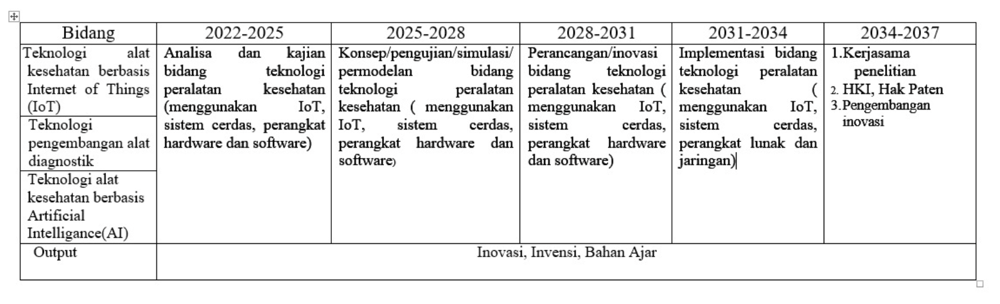 Bidang
2022-2025
2025-2028
2028-2031
2031-2034
2034-2037
Teknologi alat
kesehatan berbasis
Internet of Things
(IoT)
Teknologi
pengembangan alat
diagnostik
Teknologi alat
kesehatan berbasis
Artificial
Intelligance(AI)
Analisa dan kajian
bidang teknologi
peralatan kesehatan
(menggunakan IoT,
sistem cerdas, perangkat
hardware dan software)
Konsep/pengujian/simulasi/
permodelan bidang
teknologi peralatan
kesehatan ( menggunakan
IoT, sistem cerdas,
perangkat hardware dan
software)
Perancangan/inovasi
bidang teknologi
peralatan kesehatan (
menggunakan IoT,
sistem cerdas,
perangkat hardware
dan software)
Implementasi bidang
teknologi peralatan
kesehatan (
menggunakan IoT,
sistem cerdas,
perangkat lunak dan
jaringan)
1.Kerjasama
penelitian
2. HKI, Hak Paten
3.Pengembangan
inovasi
Output
Inovasi, Invensi, Bahan Ajar